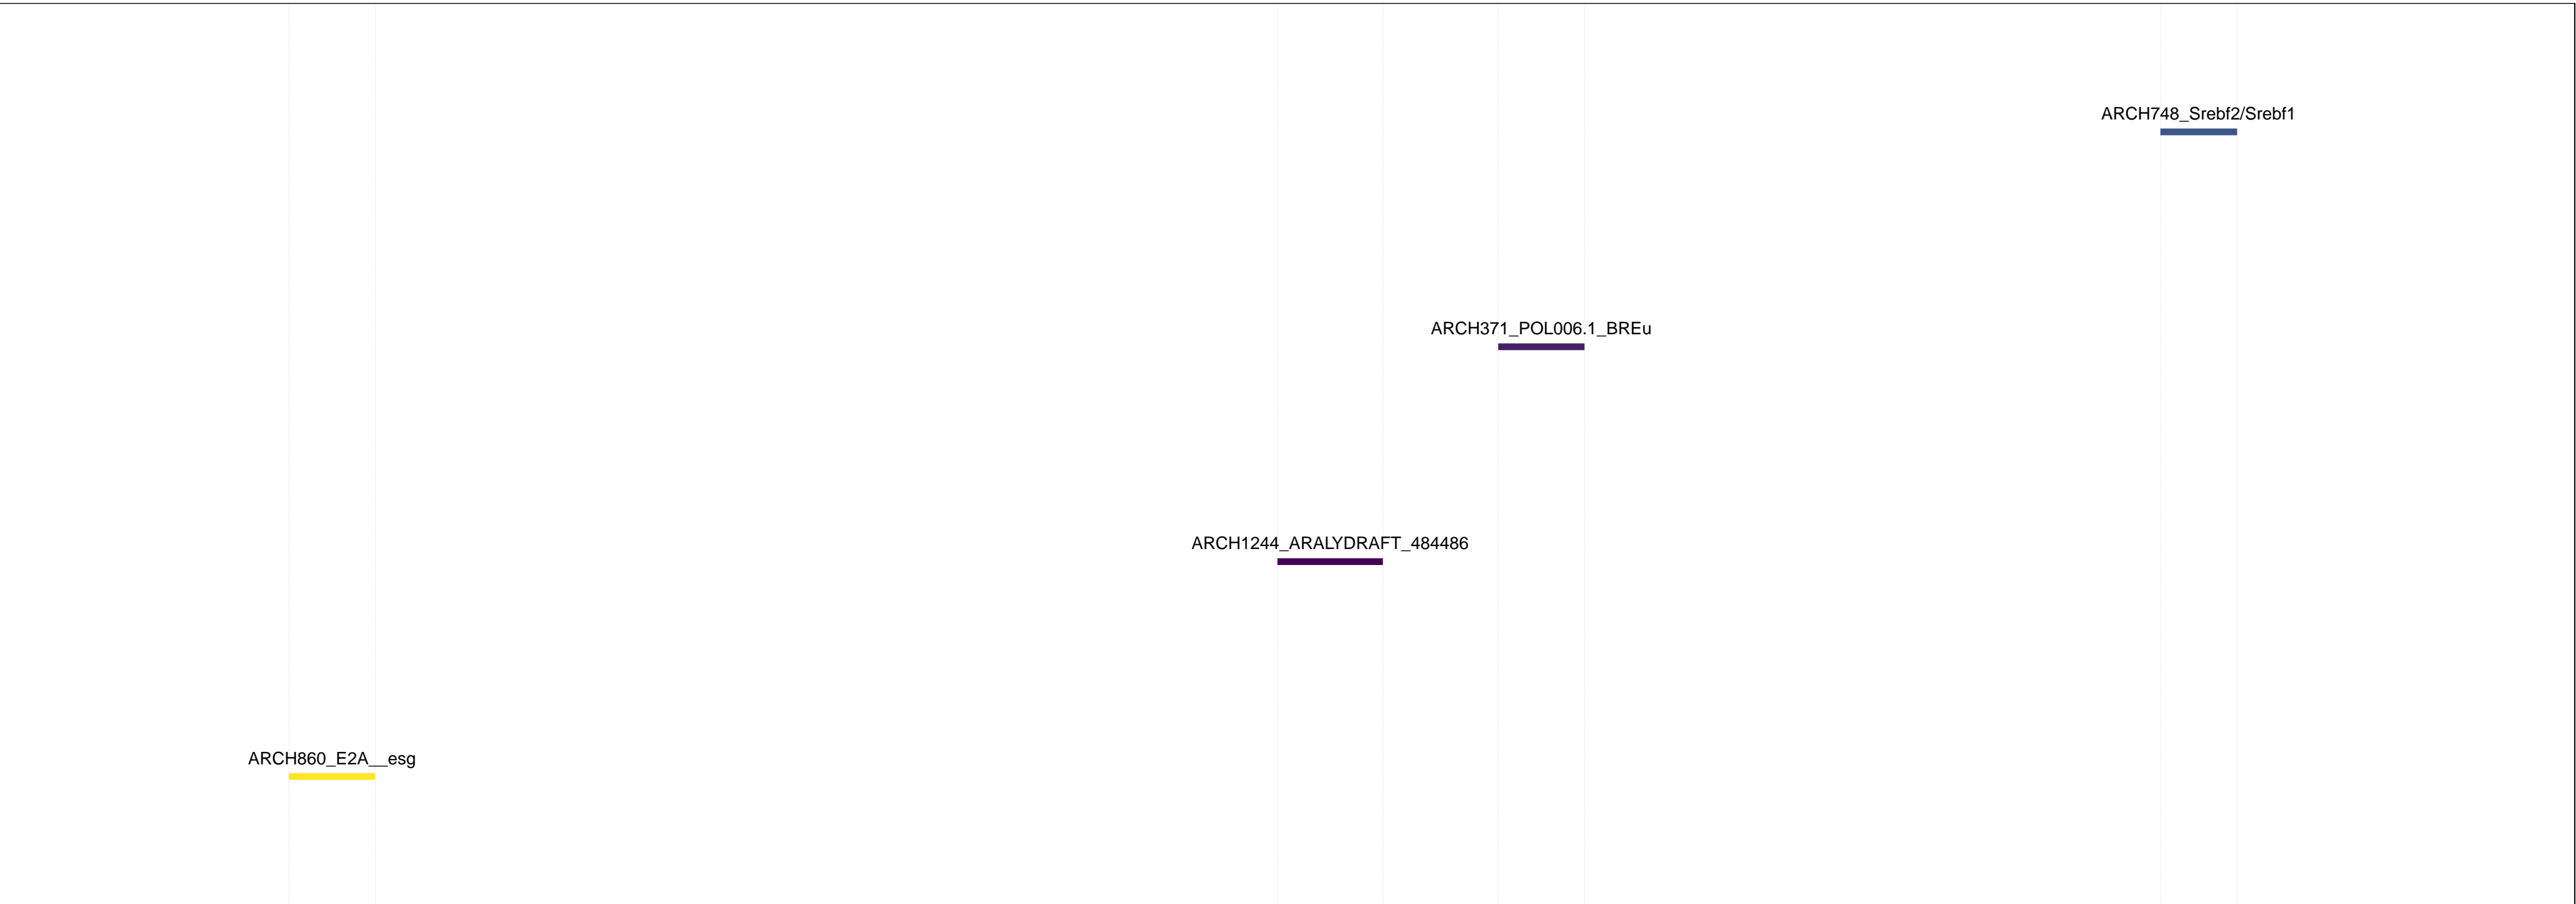 ARCH748_Srebf2/Srebf1
ARCH371_POL006.1_BREu
ARCH1244_ARALYDRAFT_484486
ARCH860_E2A__esg